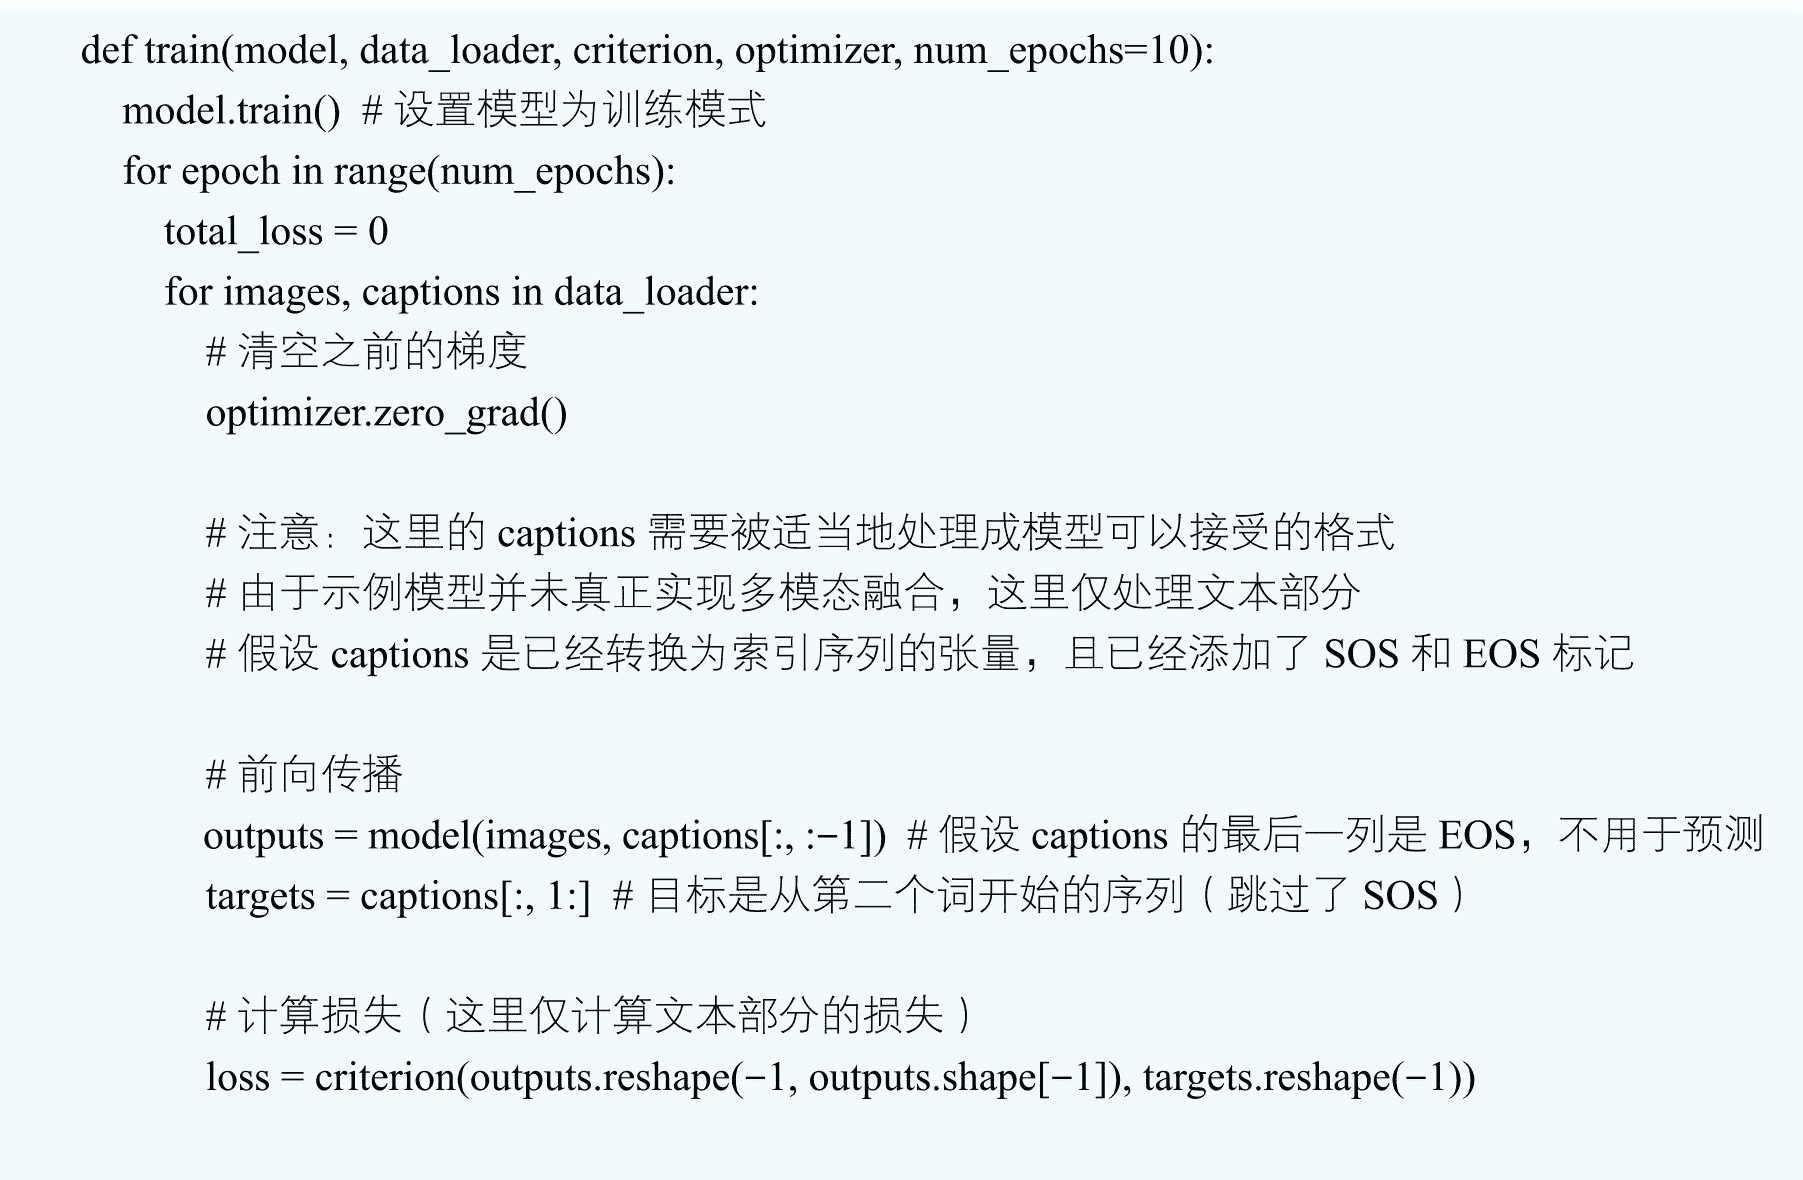 def train(model, data_loader, criterion, optimizer, num_epochs=10):
model.train()  # 设置模型为训练模式
for epoch in range(num_epochs):
total_loss = 0
for images, captions in data_loader:
# 清空之前的梯度
optimizer.zero_grad()
# 注意：这里的 captions 需要被适当地处理成模型可以接受的格式
# 由于示例模型并未真正实现多模态融合，这里仅处理文本部分
# 假设 captions 是已经转换为索引序列的张量，且已经添加了 SOS 和 EOS 标记
# 前向传播
outputs = model(images, captions[:, :−1])  # 假设 captions 的最后一列是 EOS，不用于预测
targets = captions[:, 1:]  # 目标是从第二个词开始的序列（跳过了 SOS）
# 计算损失（这里仅计算文本部分的损失）
loss = criterion(outputs.reshape(−1, outputs.shape[−1]), targets.reshape(−1))